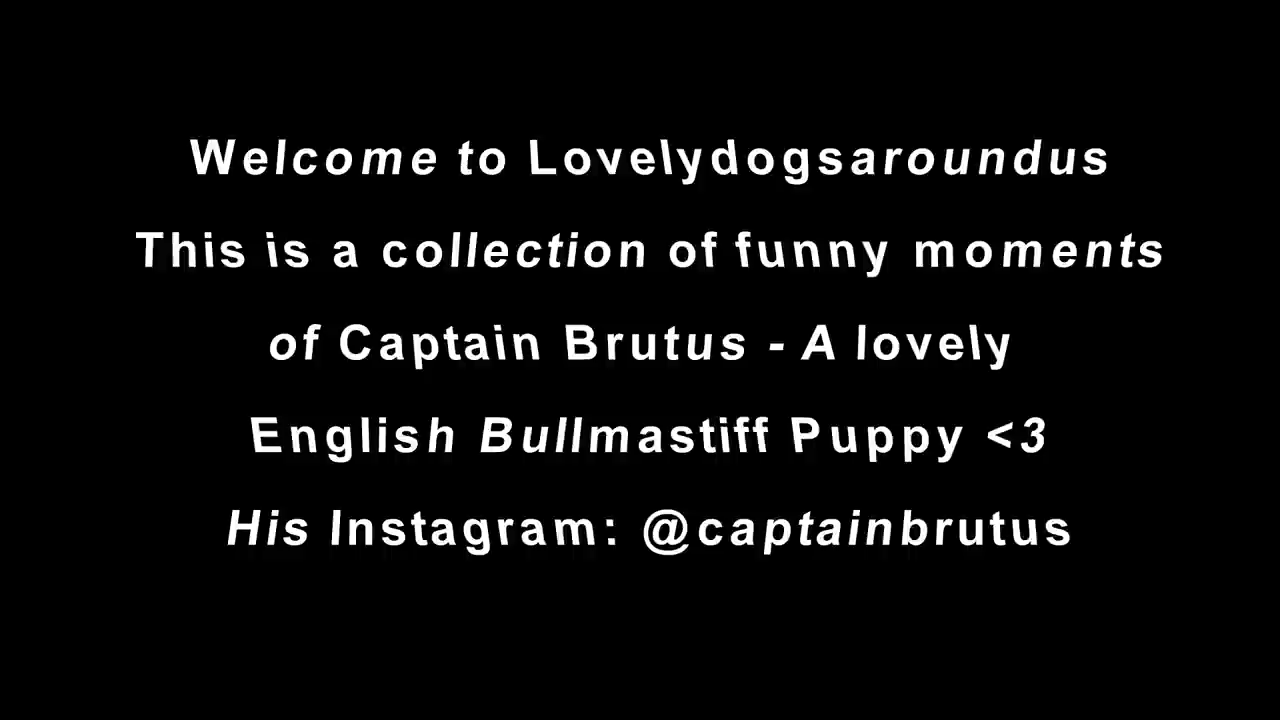 Welcome to Lovelydogsaroundus
This is a collection of funny moments
of Captain Brutus - A lovely
English Bullmastiff Puppy <3
His Instagram: @captainbrutus